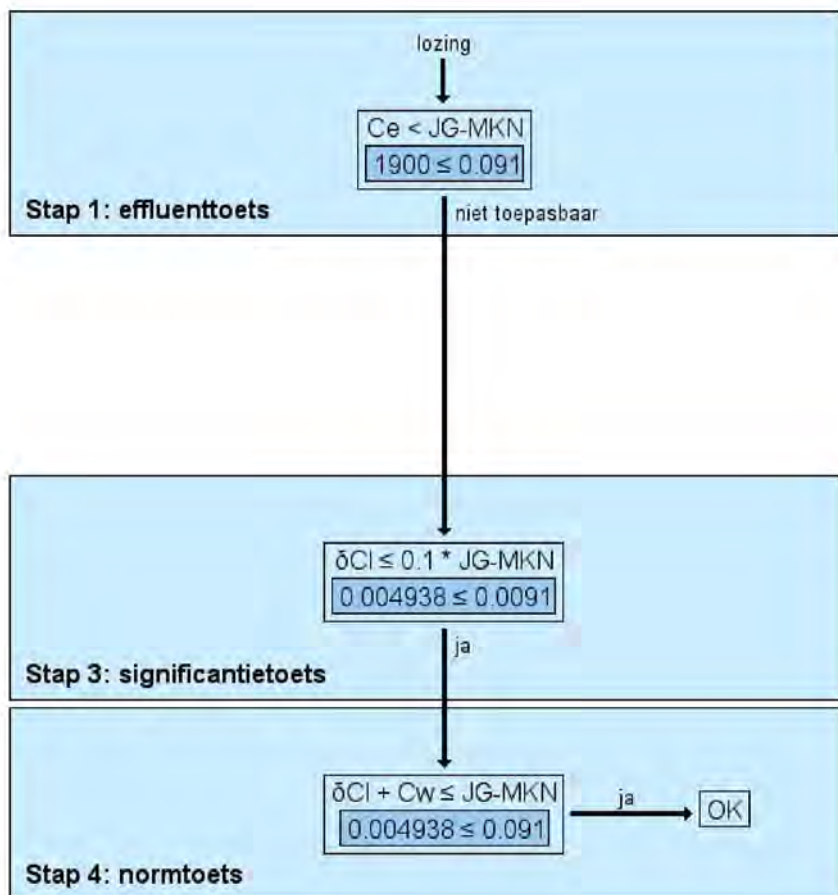 lozing
Ce < JG-MKN
1900 ≤ 0.091
Stap 1: effluenttoets
niet toepasbaar
δCl ≤ 0.1 * JG-MKN
0.004938 ≤ 0.0091
ja
Stap 3: significantietoets
δCl + Cw ≤ JG-MKN
0.004938 ≤ 0.091
ja
OK
Stap 4: normtoets